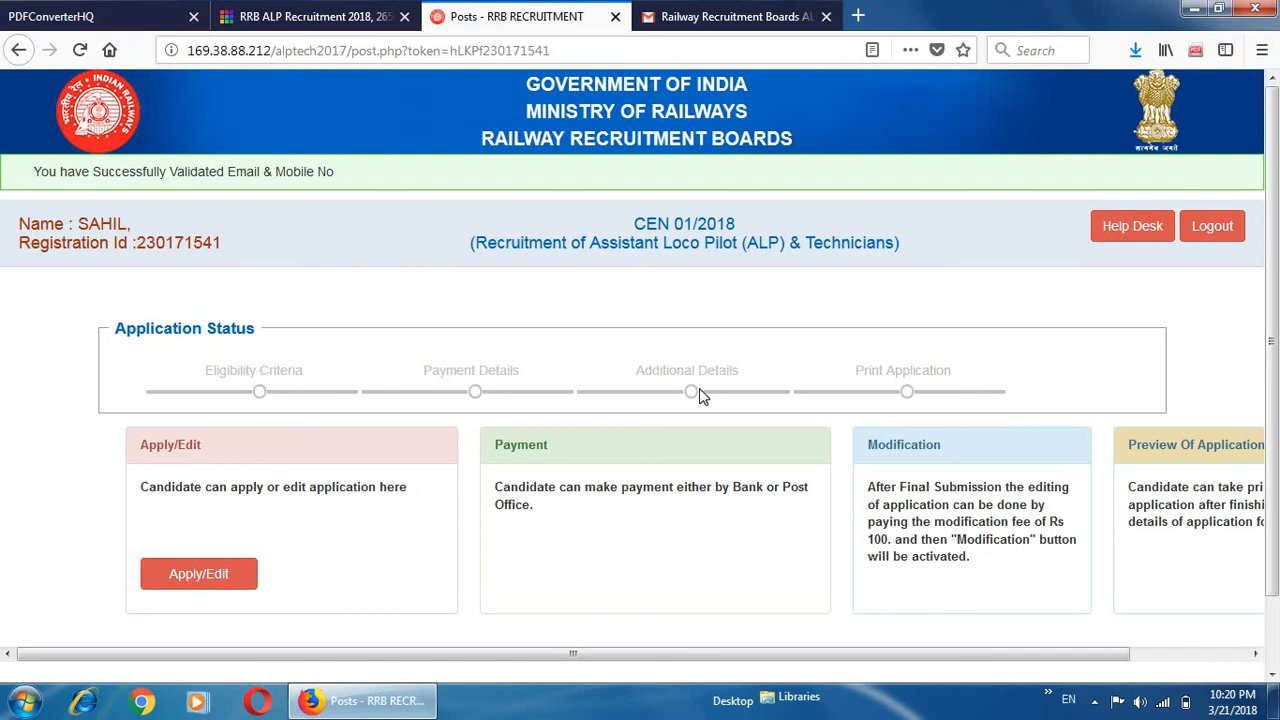 PDFConverterHQ
RRB ALP Recruitment 2018, 265
Posts - RRB RECRUITMENT
Railway Recruitment Boards AL
169.38.88.212/alptech2017/post.php?token=hLKPf230171541
Search
INDIAN RAILWAYS
भारतीय रेल
GOVERNMENT OF INDIA
MINISTRY OF RAILWAYS
RAILWAY RECRUITMENT BOARDS
सत्यमेव जयते
You have Successfully Validated Email & Mobile No
Name : SAHIL,
Registration Id :230171541
CEN 01/2018
(Recruitment of Assistant Loco Pilot (ALP) & Technicians)
Help Desk
Logout
Application Status
Eligibility Criteria
Payment Details
Additional Details
Print Application
Apply/Edit
Candidate can apply or edit application here
Apply/Edit
Payment
Candidate can make payment either by Bank or Post
Office.
Modification
After Final Submission the editing
of application can be done by
paying the modification fee of Rs
100. and then "Modification" button
will be activated.
Preview Of Application
Candidate can take pri
application after finishi
details of application fo
Posts - RRB RECR...
Desktop
Libraries
EN
10:20 PM
3/21/2018